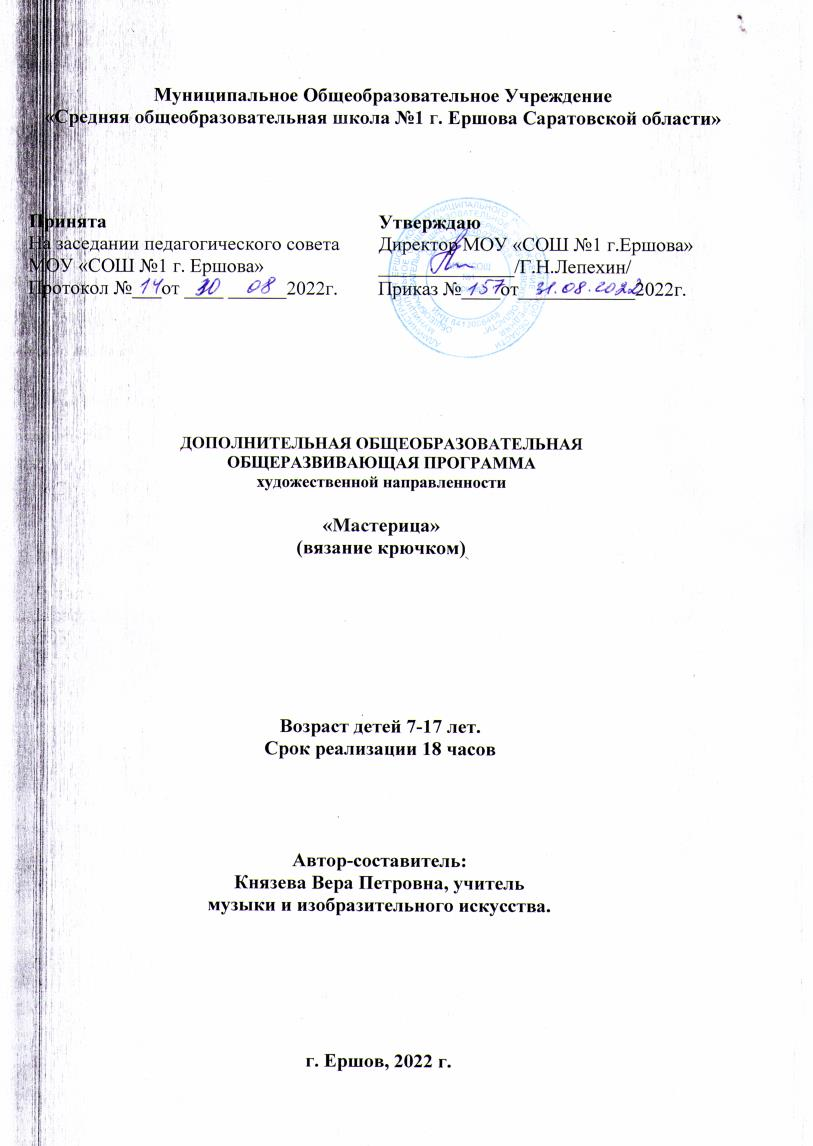 Муниципальное Общеобразовательное Учреждение
«Средняя общеобразовательная школа №1 г. Ершова Саратовской области»
Принята
На заседании педагогического совета
МОУ «СОШ №1 г. Ершова»
Протокол №14от 30 08 2022г.
Утверждаю
Директор МОУ «СОШ №1 г.Ершова»
/Г.Н.Лепехин/
Приказ №157от 31.08.2022 2022г.
ДОПОЛНИТЕЛЬНАЯ ОБЩЕОБРАЗОВАТЕЛЬНАЯ
ОБЩЕРАЗВИВАЮЩАЯ ПРОГРАММА
художественной направленности
«Мастерица»
(вязание крючком)
Возраст детей 7-17 лет.
Срок реализации 18 часов
Автор-составитель:
Князева Вера Петровна, учитель
музыки и изобразительного искусства.
г. Ершов, 2022 г.